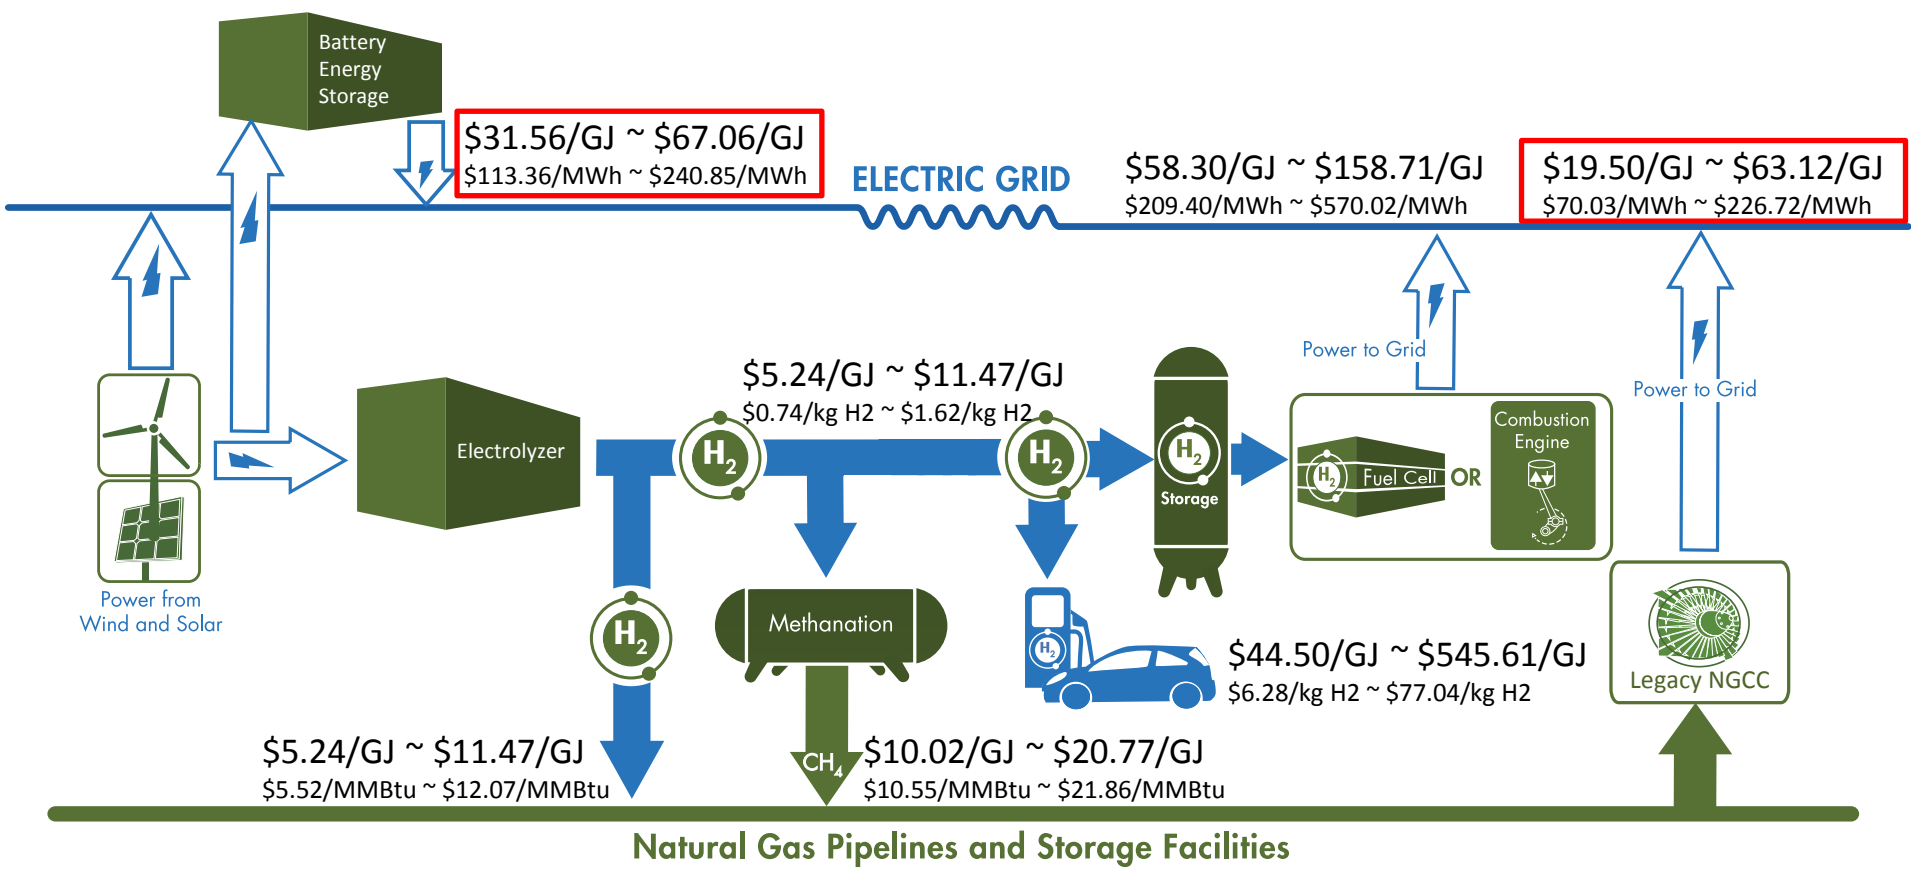 Battery
Energy
Storage
$31.56/GJ ~ $67.06/GJ
$113.36/MWh ~ $240.85/MWh
ELECTRIC GRID
$58.30/GJ ~ $158.71/GJ
$209.40/MWh ~ $570.02/MWh
$19.50/GJ ~ $63.12/GJ
$70.03/MWh ~ $226.72/MWh
Power to Grid
Power to Grid
$5.24/GJ ~ $11.47/GJ
$0.74/kg H2 ~ $1.62/kg H2
Electrolyzer
H2
H2
H2
Storage
H2
Fuel Cell
OR
Combustion
Engine
Power from
Wind and Solar
H2
Methanation
H2
$44.50/GJ ~ $545.61/GJ
$6.28/kg H2 ~ $77.04/kg H2
Legacy NGCC
$5.24/GJ ~ $11.47/GJ
$5.52/MMBtu ~ $12.07/MMBtu
CH4
$10.02/GJ ~ $20.77/GJ
$10.55/MMBtu ~ $21.86/MMBtu
Natural Gas Pipelines and Storage Facilities